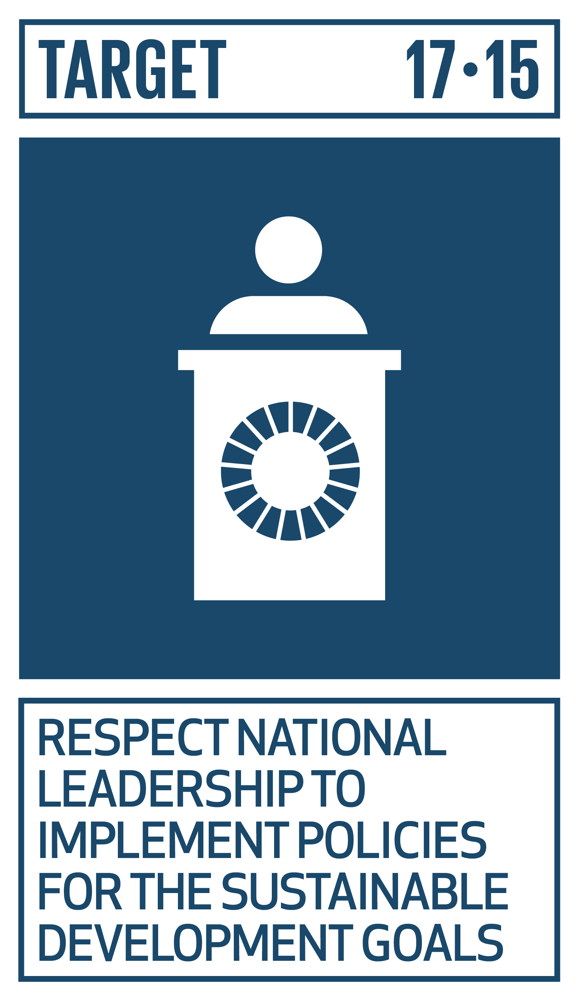 TARGET 17•15
RESPECT NATIONAL
LEADERSHIP TO
IMPLEMENT POLICIES
FOR THE SUSTAINABLE
DEVELOPMENT GOALS